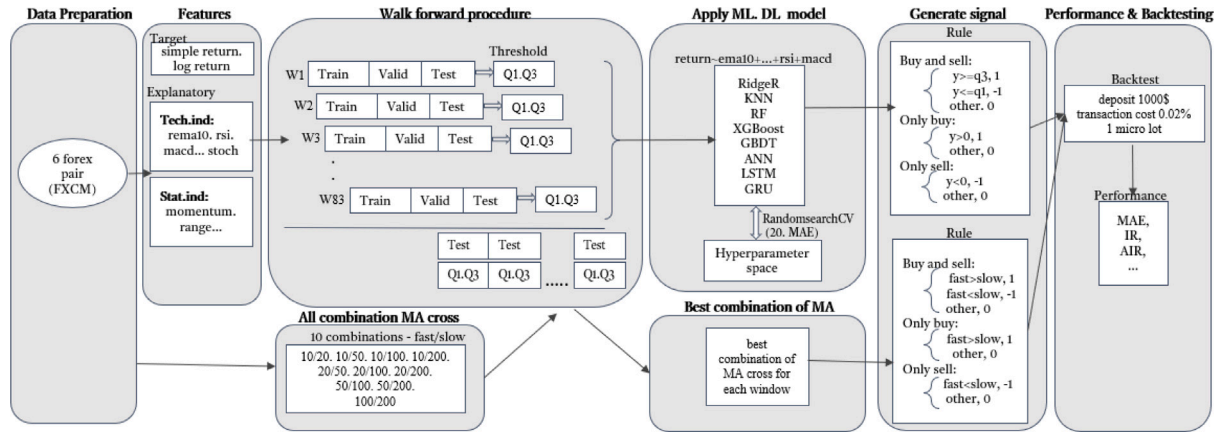 Data Preparation
6 forex
pair
(FXCM)
Features
Target
simple return.
log return
Explanatory
Tech.ind:
rema10. rsi.
macd... stoch
Stat.ind:
momentum.
range...
Walk forward procedure
Threshold
W1 Train Valid Test Q1.Q3
W2 Train Valid Test Q1.Q3
W3 Train Valid Test Q1.Q3
.
.
W83 Train Valid Test Q1.Q3
Test Test Test
Q1.Q3 Q1.Q3 ..... Q1.Q3
All combination MA cross
10 combinations - fast/slow
10/20. 10/50. 10/100. 10/200.
20/50. 20/100. 20/200.
50/100. 50/200.
100/200
Apply ML. DL model
return~ema10+...+rsi+macd
RidgeR
KNN
RF
XGBoost
GBDT
ANN
LSTM
GRU
RandomsearchCV
(20. MAE)
Hyperparameter
space
Best combination of MA
best
combination of
MA cross for
each window
Generate signal
Rule
Buy and sell:
y>=q3, 1
y<=q1, -1
other. 0
Only buy:
y>0, 1
other, 0
Only sell:
y<0, -1
other, 0
Rule
Buy and sell:
fast>slow, 1
fast<slow, -1
other, 0
Only buy:
fast>slow, 1
other, 0
Only sell:
fast<slow, -1
other, 0
Performance & Backtesting
Backtest
deposit 1000$
transaction cost 0.02%
1 micro lot
Performance
MAE,
IR,
AIR,
...